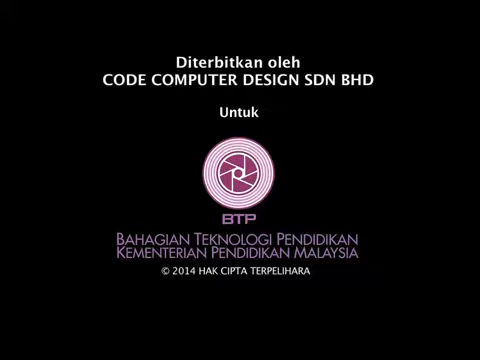 Diterbitkan oleh
CODE COMPUTER DESIGN SDN BHD
Untuk
BTP
BAHAGIAN TEKNOLOGI PENDIDIKAN
KEMENTERIAN PENDIDIKAN MALAYSIA
© 2014 HAK CIPTA TERPELIHARA